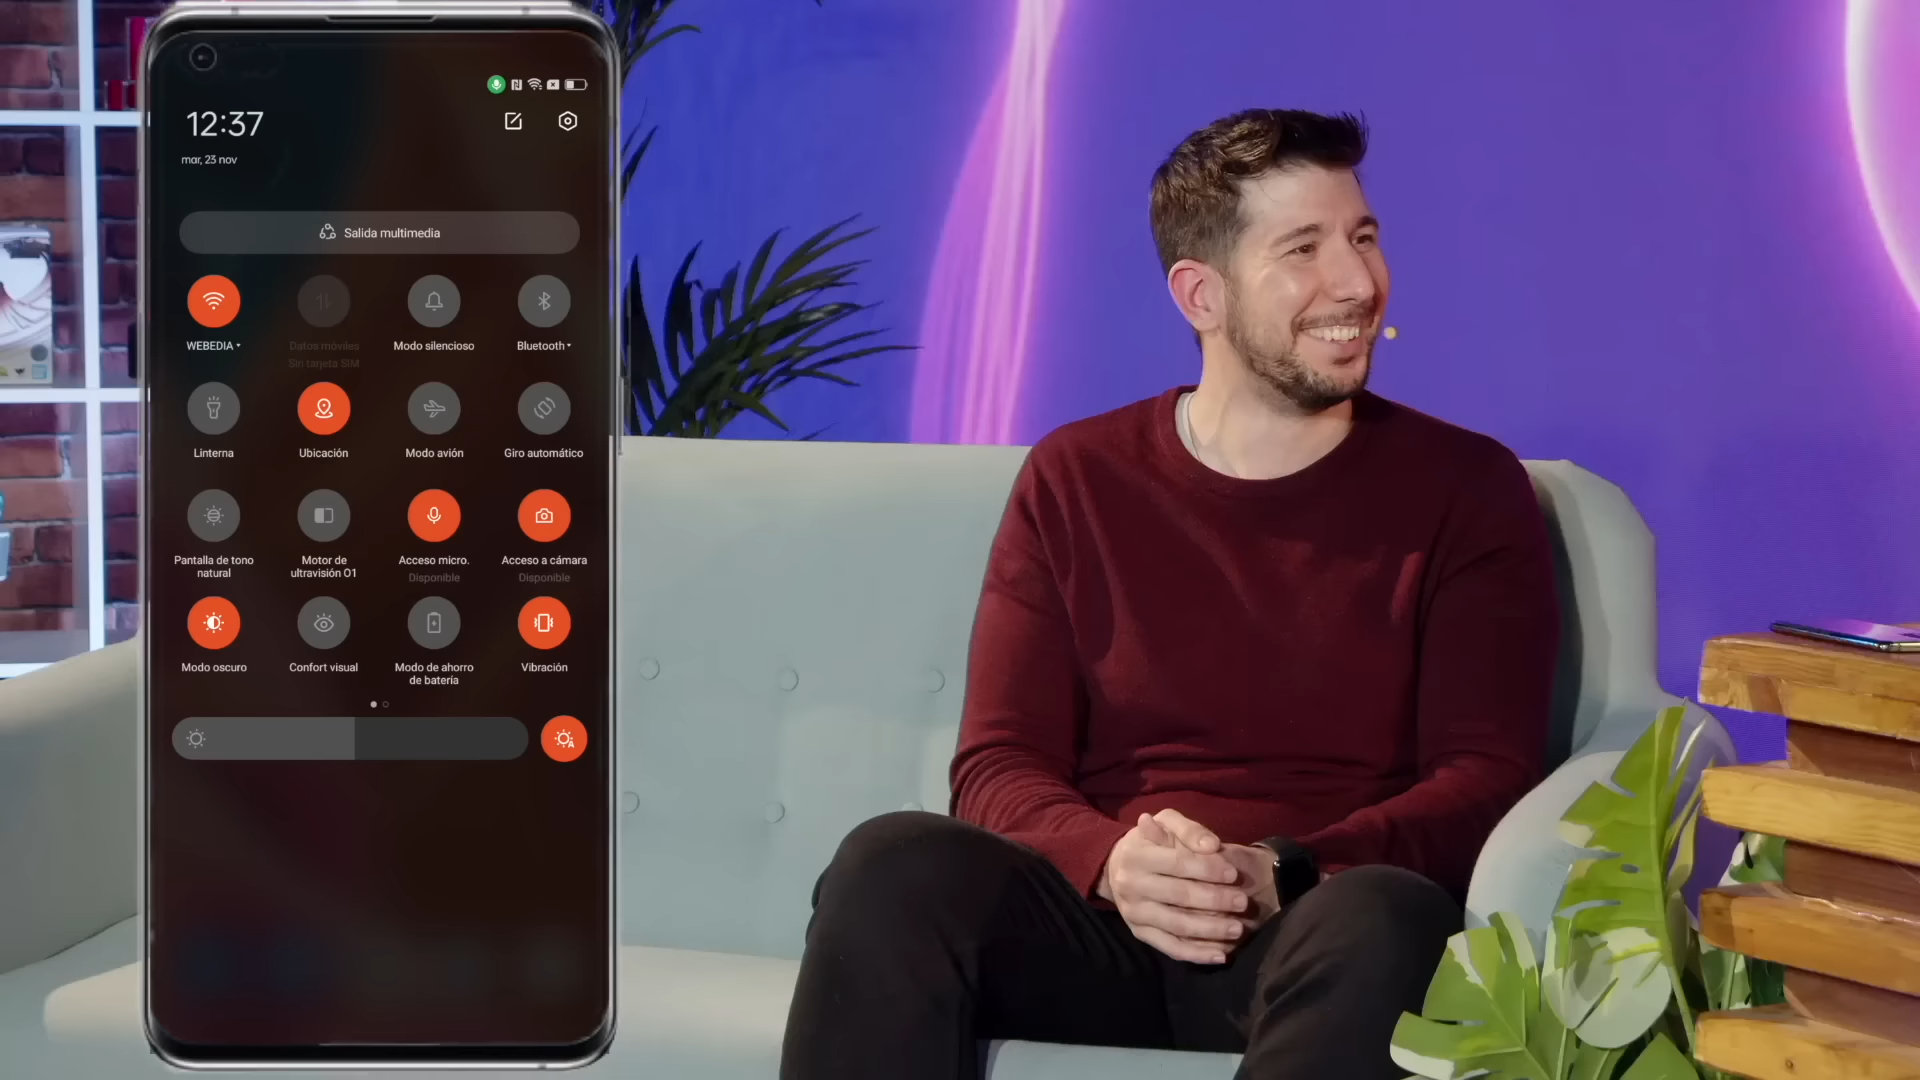 12:37
mar, 23 nov
Salida multimedia
WEBEDIA
Datos móviles
Sin tarjeta SIM
Modo silencioso
Bluetooth
Linterna
Ubicación
Modo avión
Giro automático
Pantalla de tono
natural
Motor de
ultravisión O1
Acceso micro.
Disponible
Acceso a cámara
Disponible
Modo oscuro
Confort visual
Modo de ahorro
de batería
Vibración